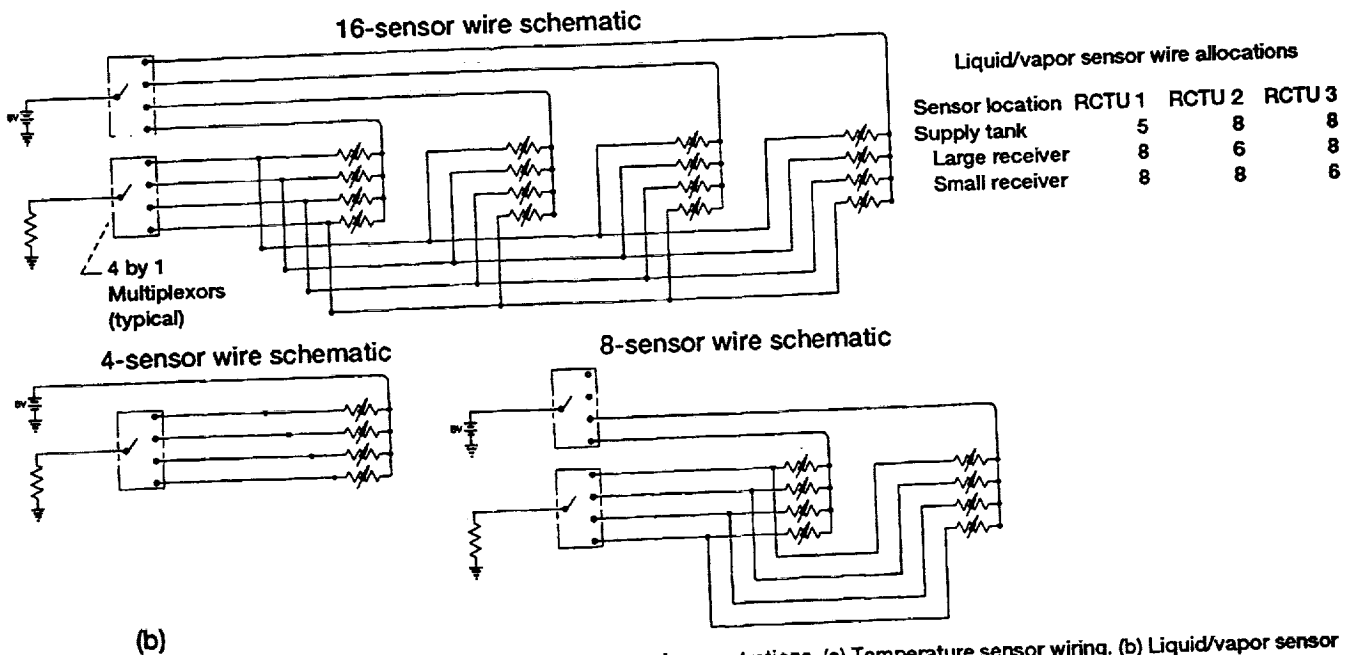 16-sensor wire schematic
Liquid/vapor sensor wire allocations
Sensor location RCTU 1 RCTU 2 RCTU 3
Supply tank 5 8 8
Large receiver 8 6 8
Small receiver 8 8 6
4 by 1
Multiplexors
(typical)
4-sensor wire schematic
8-sensor wire schematic
(b)
(a) Temperature sensor wiring. (b) Liquid/vapor sensor